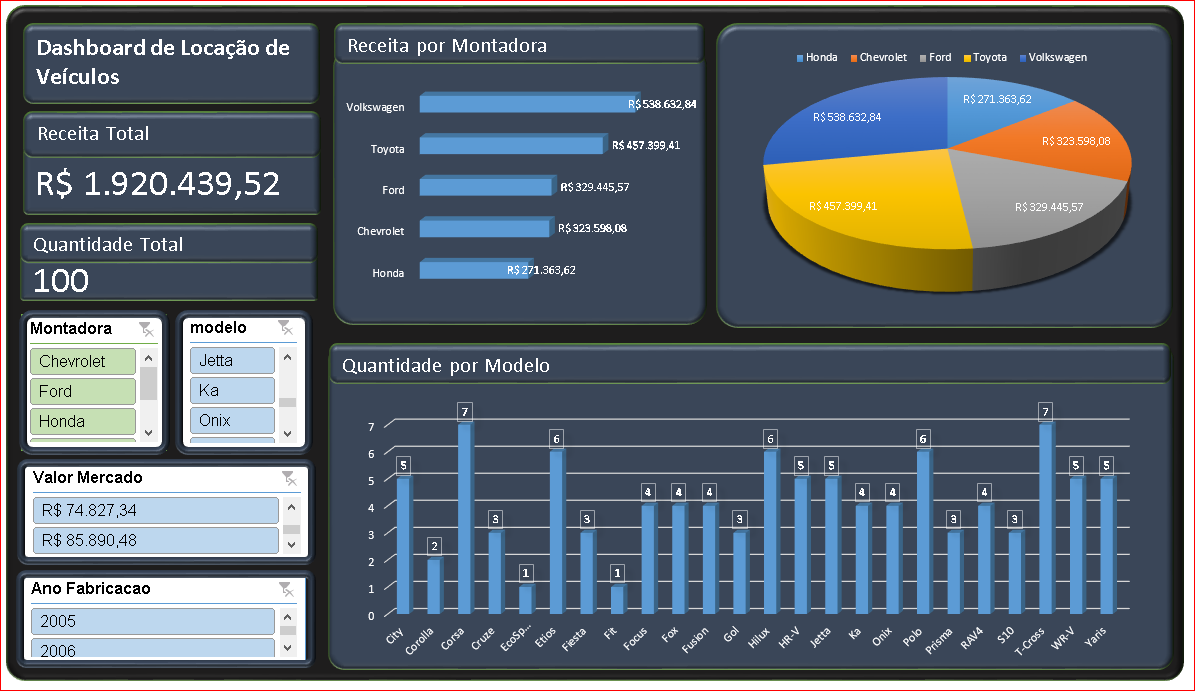 Dashboard de Locação de
Veículos
Receita Total
R$ 1.920.439,52
Quantidade Total
100
Montadora
Chevrolet
Ford
Honda
modelo
Jetta
Ka
Onix
Valor Mercado
R$ 74.827,34
R$ 85.890,48
Ano Fabricacao
2005
2006
Receita por Montadora
Volkswagen R$ 538.632,84
Toyota R$ 457.399,41
Ford R$ 329.445,57
Chevrolet R$ 323.598,08
Honda R$ 271.363,62
Honda Chevrolet Ford Toyota Volkswagen
R$ 271.363,62
R$ 538.632,84
R$ 323.598,08
R$ 457.399,41
R$ 329.445,57
Quantidade por Modelo
7
6
5
4
3
2
1
0
5 2 7 3 1 6 3 1 4 4 4 3 6 5 5 4 4 6 3 4 3 7 5 5
City Corolla Corsa Cruze EcoSp... Etios Fiesta Fit Focus Fox Fusion Gol Hilux HR-V Jetta Ka Onix Polo Prisma RAV4 S10 T-Cross WR-V Yaris